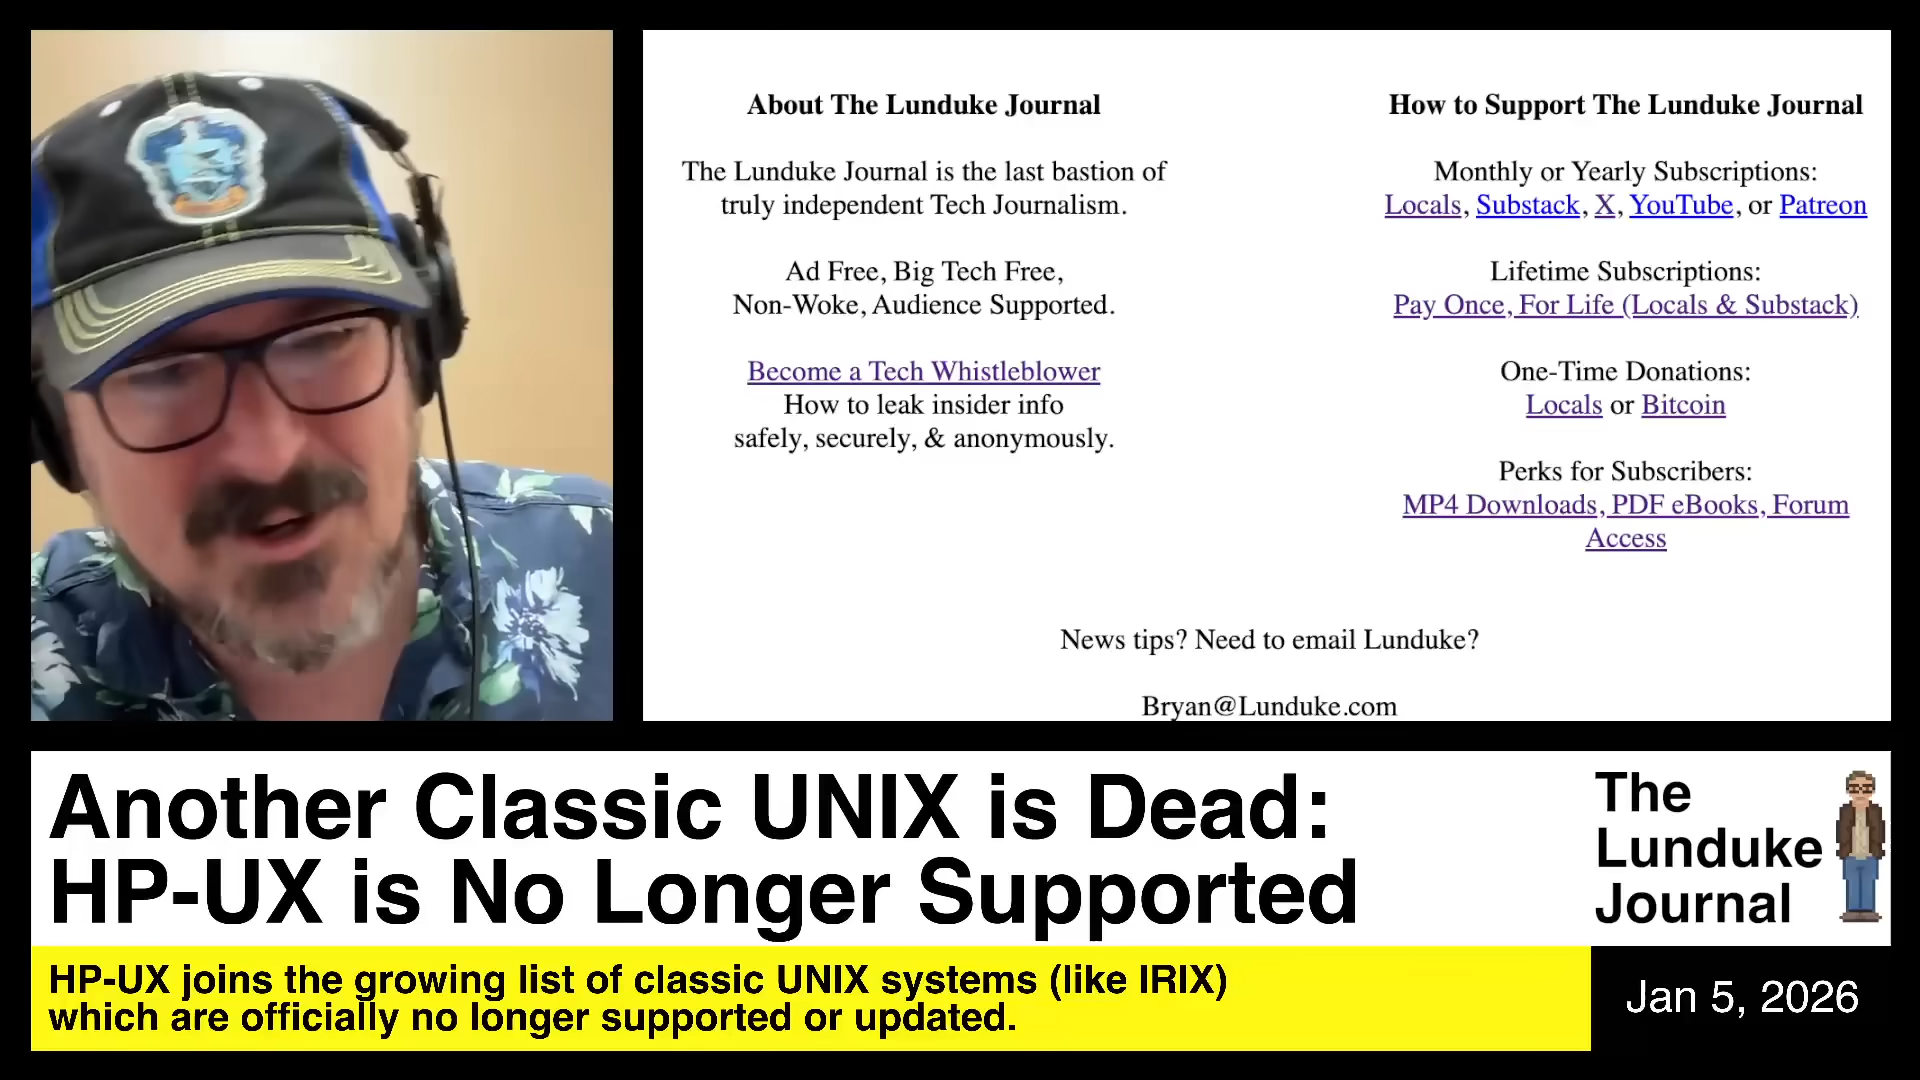 About The Lunduke Journal
The Lunduke Journal is the last bastion of
truly independent Tech Journalism.
Ad Free, Big Tech Free,
Non-Woke, Audience Supported.
Become a Tech Whistleblower
How to leak insider info
safely, securely, & anonymously.
How to Support The Lunduke Journal
Monthly or Yearly Subscriptions:
Locals, Substack, X, YouTube, or Patreon
Lifetime Subscriptions:
Pay Once, For Life (Locals & Substack)
One-Time Donations:
Locals or Bitcoin
Perks for Subscribers:
MP4 Downloads, PDF eBooks, Forum
Access
News tips? Need to email Lunduke?
Bryan@Lunduke.com
Another Classic UNIX is Dead:
HP-UX is No Longer Supported
The
Lunduke
Journal
HP-UX joins the growing list of classic UNIX systems (like IRIX)
which are officially no longer supported or updated.
Jan 5, 2026